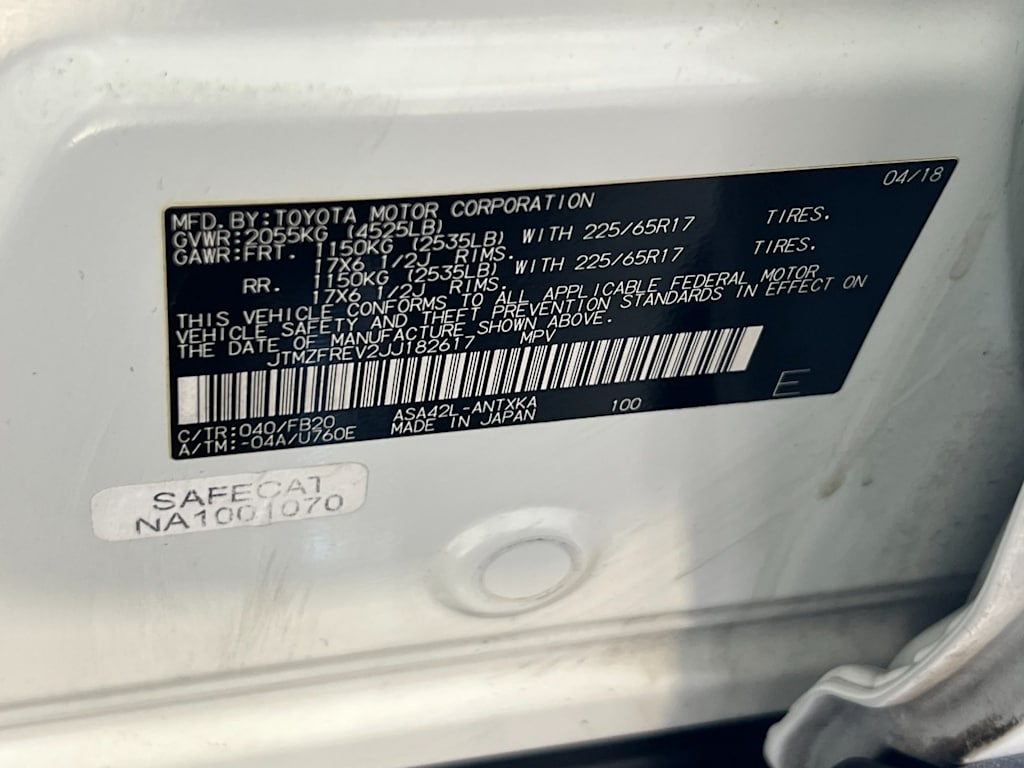 04/18
MFD. BY: TOYOTA MOTOR CORPORATION
GVWR: 2055KG (4525LB)
GAWR: FRT. 1150KG (2535LB) WITH 225/65R17 TIRES.
17X6 1/2J RIMS.
RR. 1150KG (2535LB) WITH 225/65R17 TIRES.
17X6 1/2J RIMS.
THIS VEHICLE CONFORMS TO ALL APPLICABLE FEDERAL MOTOR
VEHICLE SAFETY AND THEFT PREVENTION STANDARDS IN EFFECT ON
THE DATE OF MANUFACTURE SHOWN ABOVE.
JTMZFREV2JJ182617 MPV
C/TR: 040/FB20 ASA42L-ANTXKA 100 E
A/TM: -04A/U760E MADE IN JAPAN
SAFECAT
NA1001070